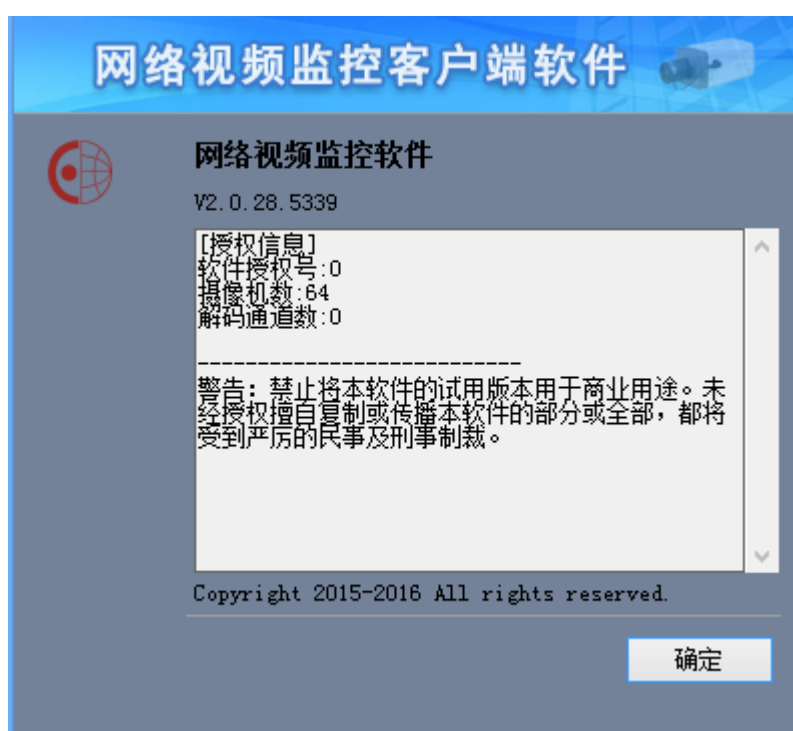 网络视频监控客户端软件
网络视频监控软件
V2.0.28.5339
[授权信息]
软件授权号:0
摄像机数:64
解码通道数:0
---------------------------
警告: 禁止将本软件的试用版本用于商业用途。未
经授权擅自复制或传播本软件的部分或全部，都将
受到严厉的民事及刑事制裁。
Copyright 2015-2016 All rights reserved.
确定